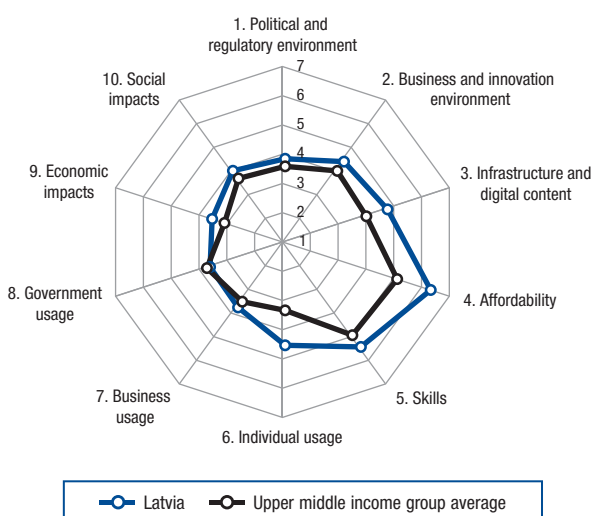 1. Political and
regulatory environment
2. Business and innovation
environment
3. Infrastructure and
digital content
4. Affordability
5. Skills
6. Individual usage
7. Business
usage
8. Government
usage
9. Economic
impacts
10. Social
impacts
7
6
5
4
3
2
1
Latvia
Upper middle income group average